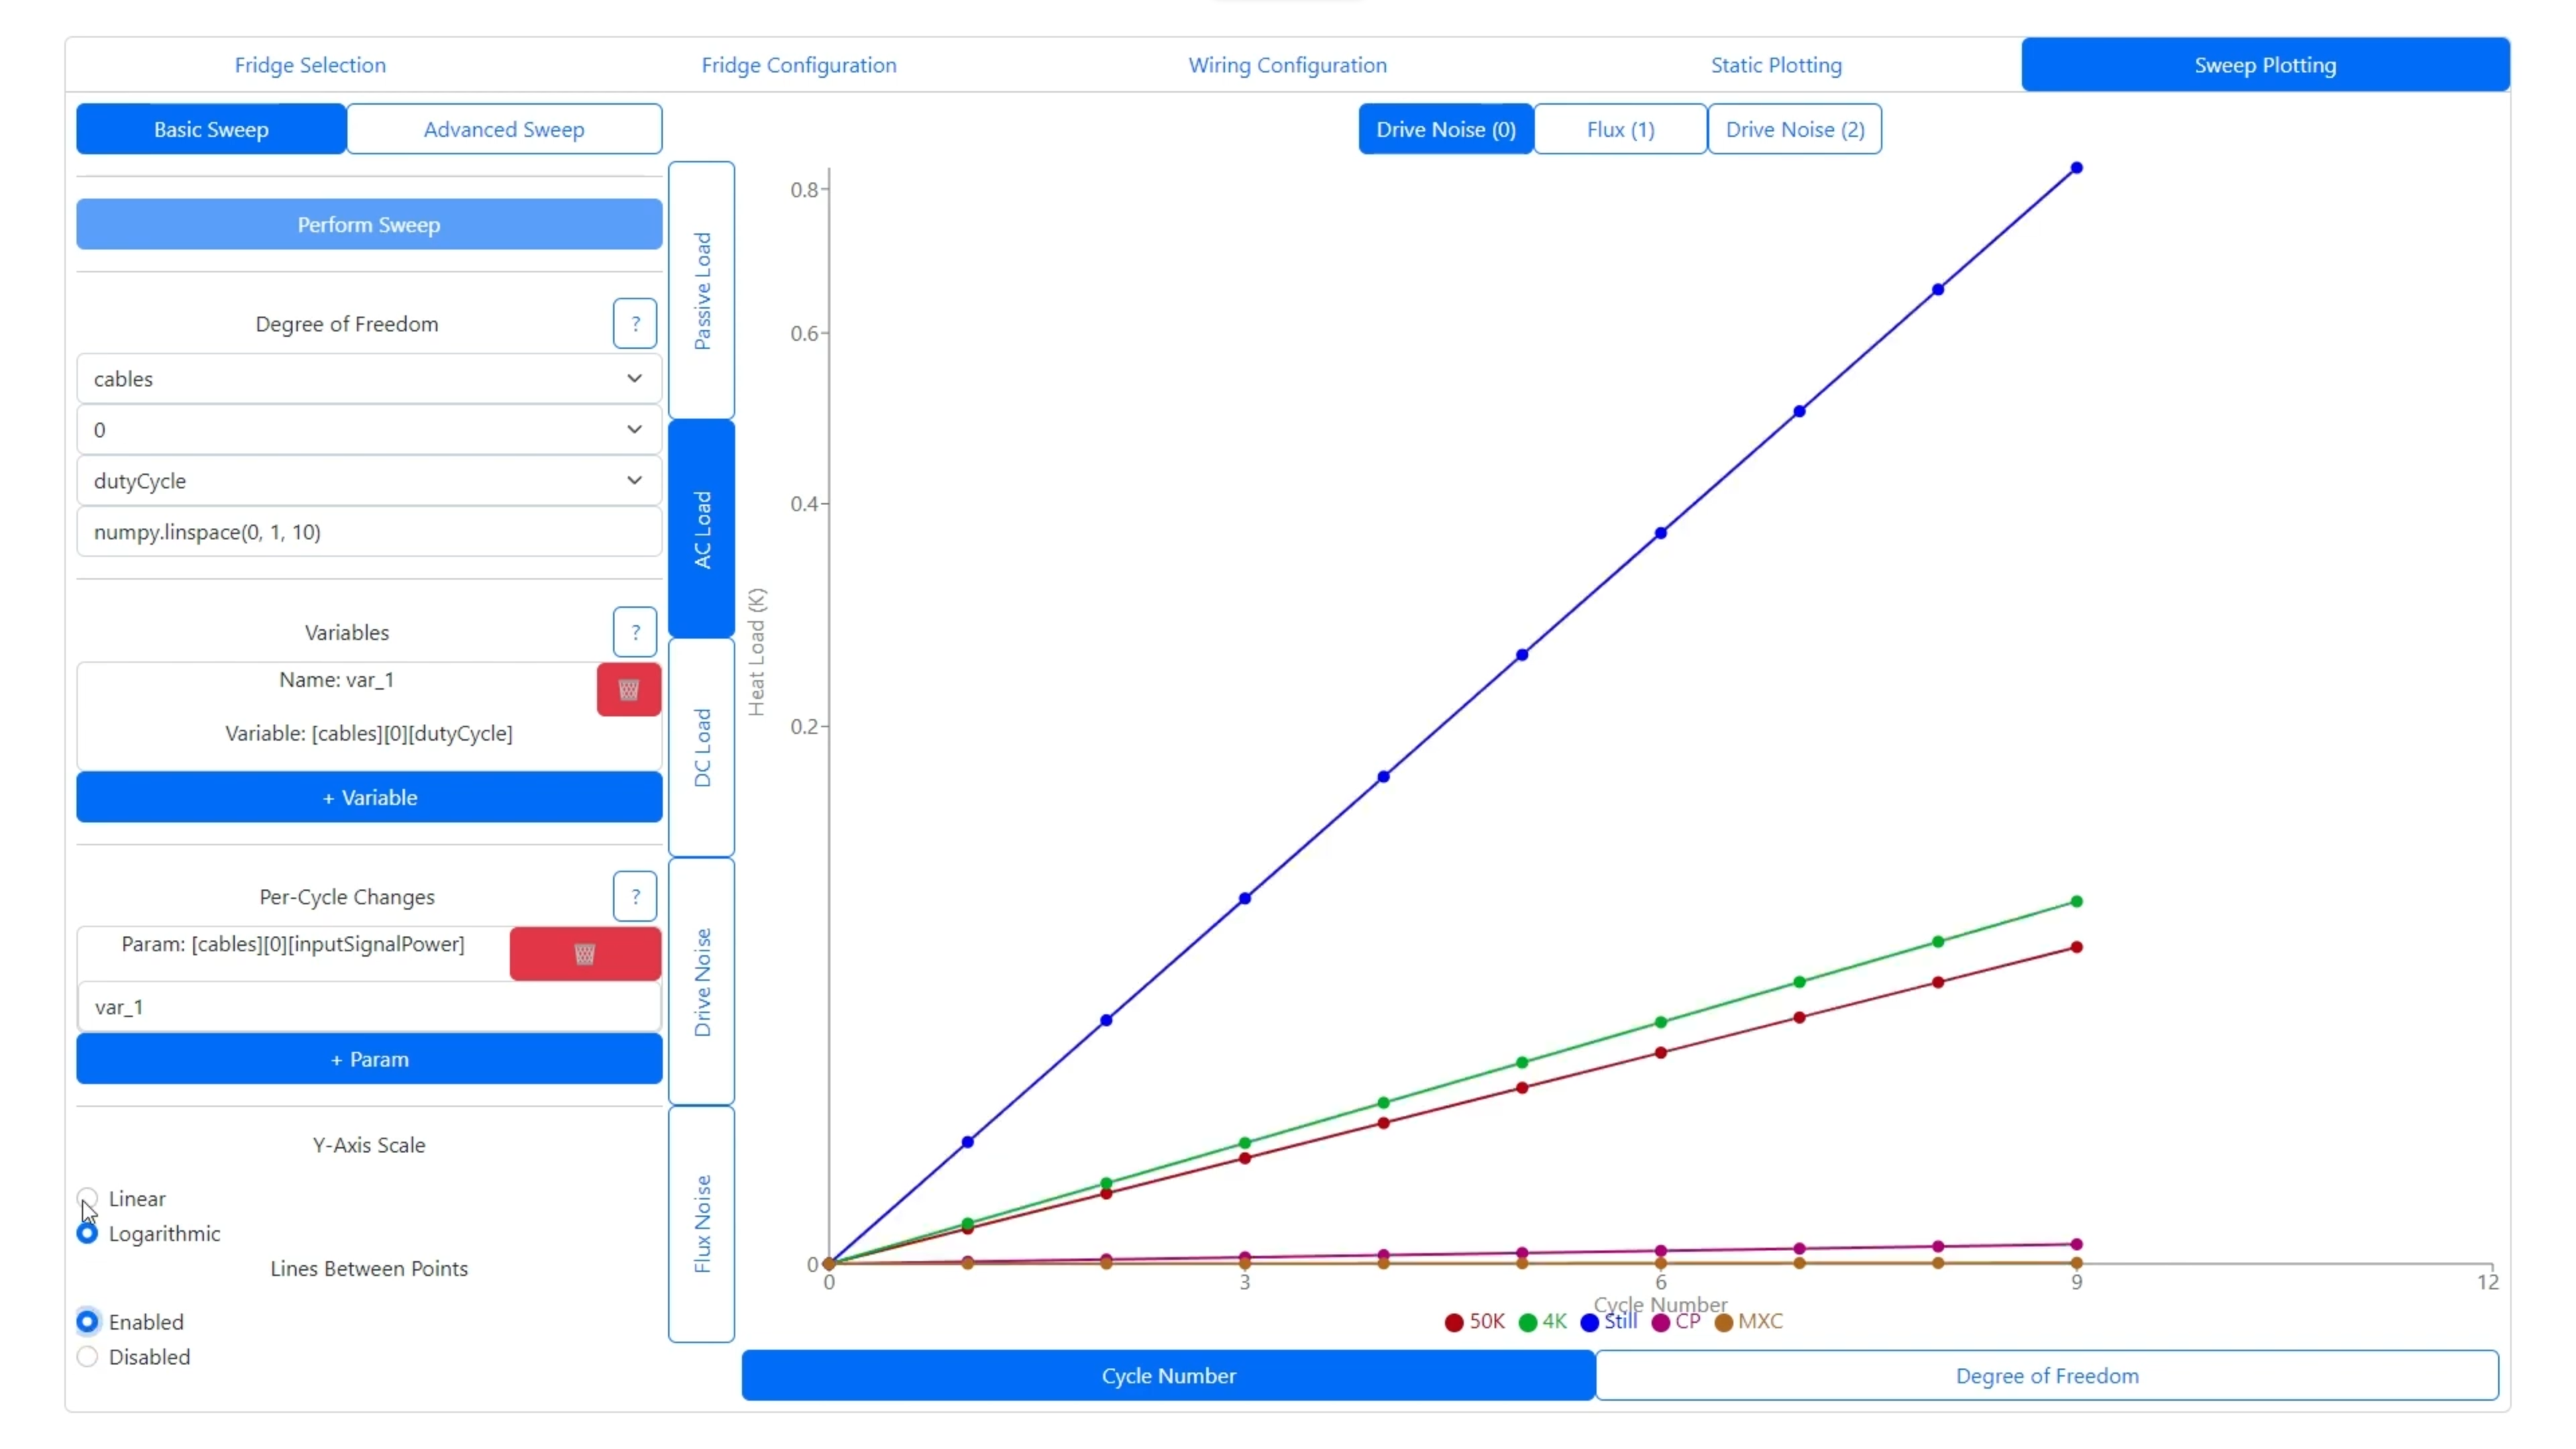 Fridge Selection
Fridge Configuration
Wiring Configuration
Static Plotting
Sweep Plotting
Basic Sweep
Advanced Sweep
Perform Sweep
Degree of Freedom
?
cables
0
dutyCycle
numpy.linspace(0, 1, 10)
Variables
?
Name: var_1
Variable: [cables][0][dutyCycle]
+ Variable
Per-Cycle Changes
?
Param: [cables][0][inputSignalPower]
var_1
+ Param
Y-Axis Scale
Linear
Logarithmic
Lines Between Points
Enabled
Disabled
Passive Load
AC Load
DC Load
Drive Noise
Flux Noise
Drive Noise (0)
Flux (1)
Drive Noise (2)
Heat Load (K)
0.8
0.6
0.4
0.2
0
0
3
6
9
12
Cycle Number
50K
4K
Still
CP
MXC
Cycle Number
Degree of Freedom